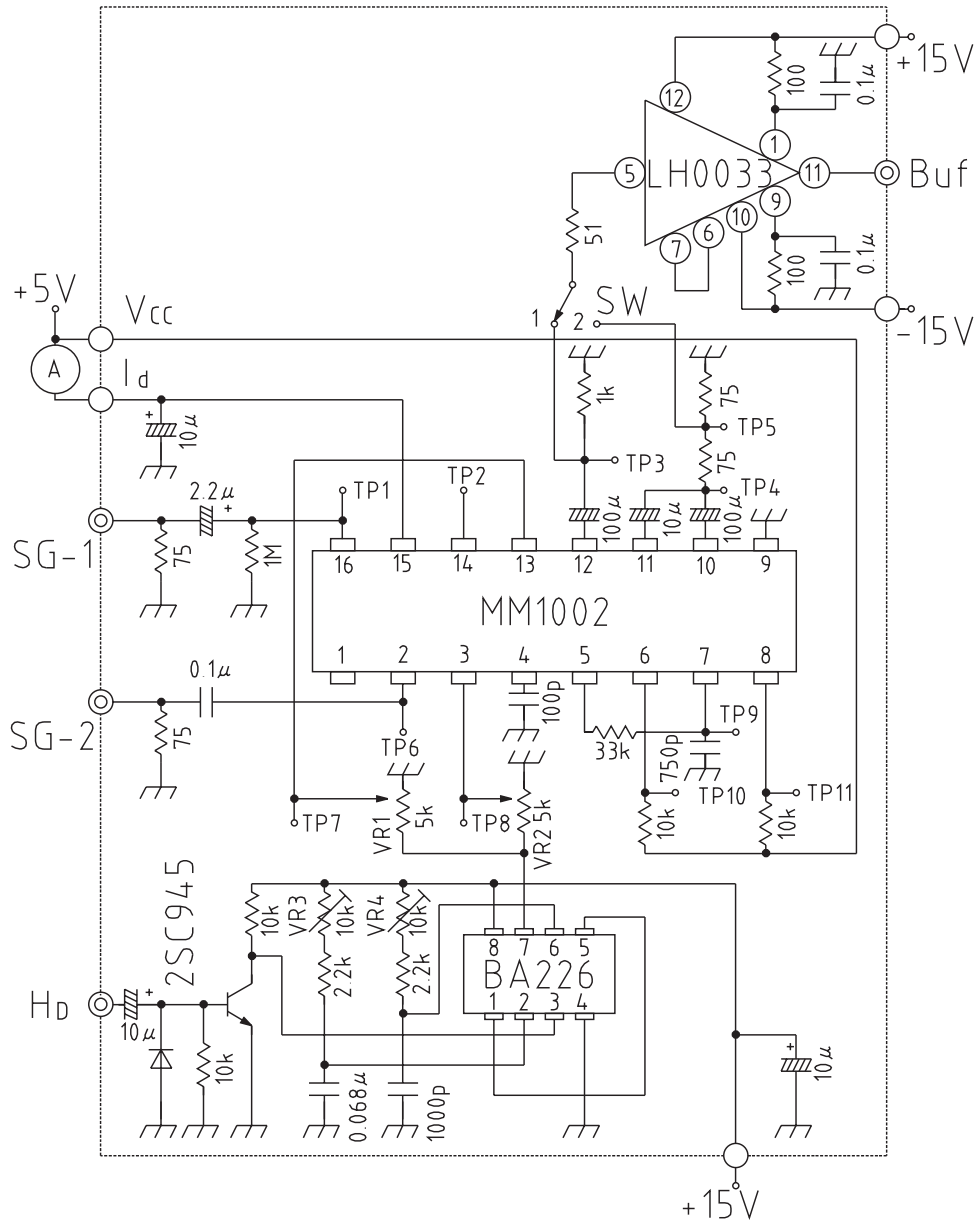 +15V
100
0.1μ
12
1
5
LH0033
11
Buf
9
10
6
7
51
100
0.1μ
-15V
+5V
Vcc
A
Id
SW
1
2
1k
75
TP5
TP3
75
TP4
10μ
TP1
TP2
100μ
10μ
100μ
2.2μ
+
SG-1
75
1M
16
15
14
13
12
11
10
9
MM1002
1
2
3
4
5
6
7
8
0.1μ
SG-2
75
TP6
100p
33k
TP9
750p
TP10
TP11
TP7
VR1
5k
TP8
5k
VR2
10k
10k
2SC945
10k
VR3
10k
VR4
10k
8
7
6
5
BA226
1
2
3
4
2.2k
2.2k
HD
+
10μ
10k
0.068μ
1000p
+
10μ
+15V
+